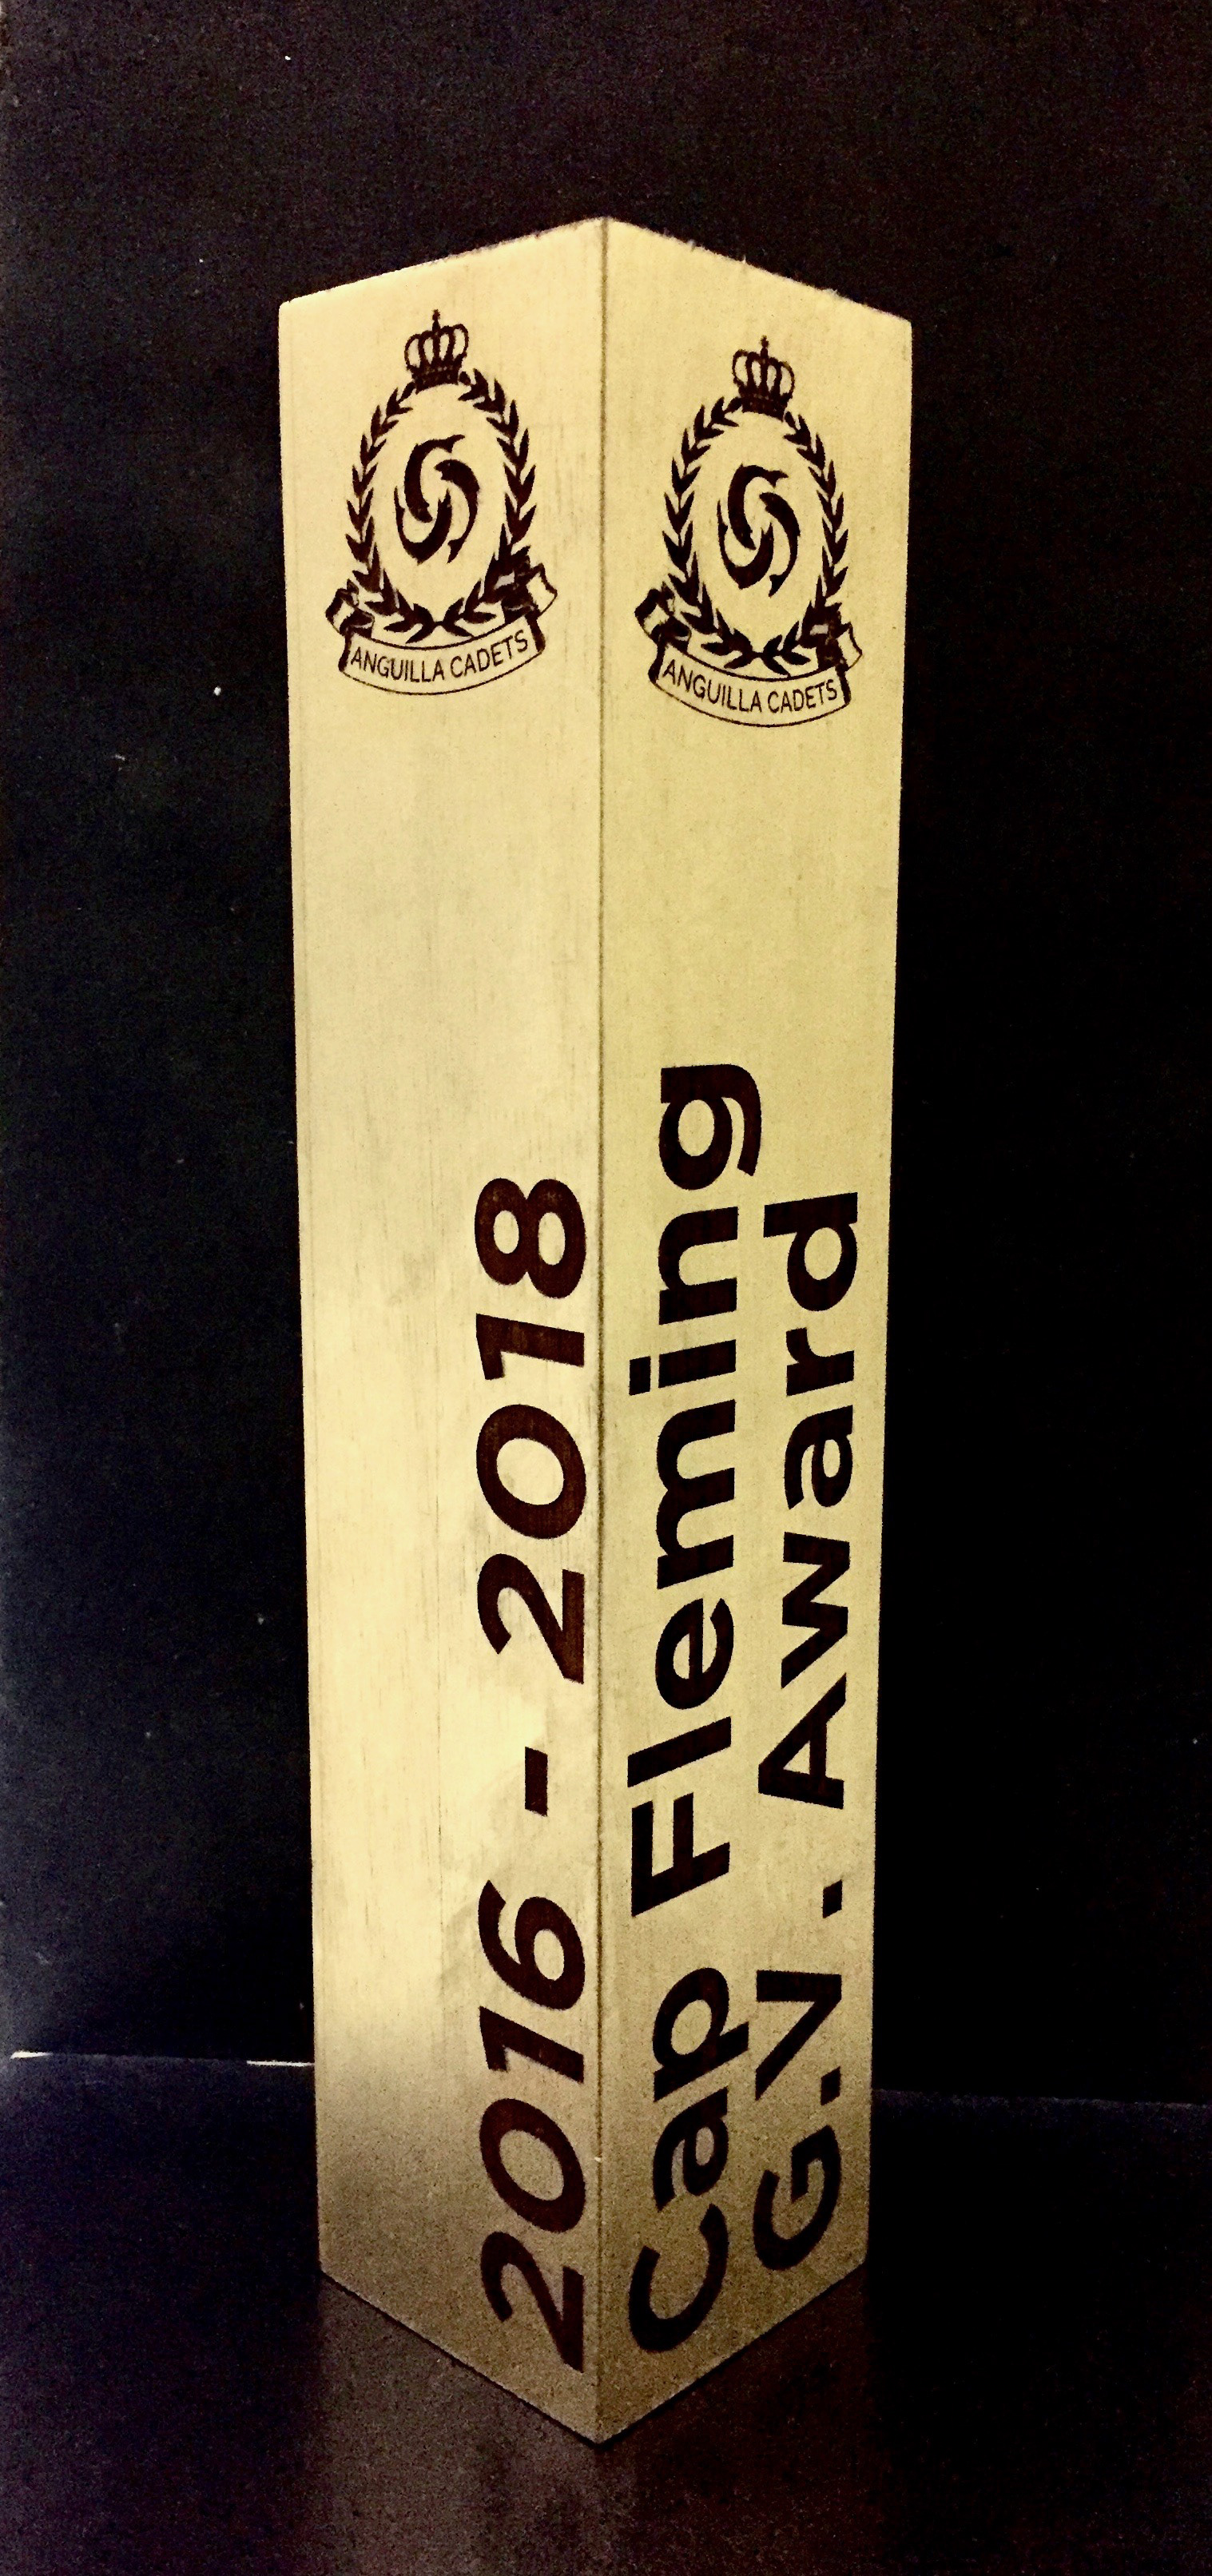 ANGUILLA CADETS
2016 - 2018
ANGUILLA CADETS
Cap Fleming
G.V. Award